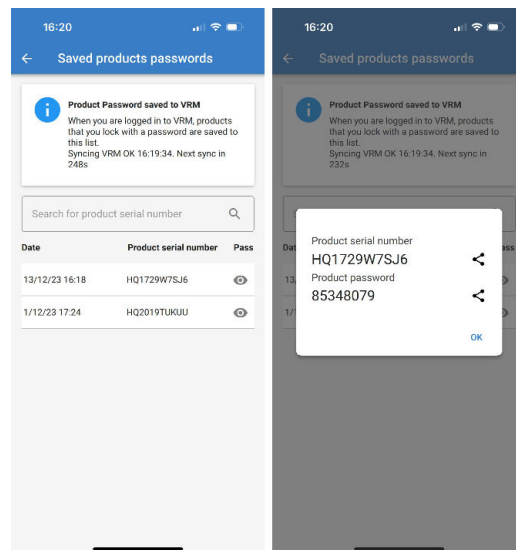 16:20
Saved products passwords
Product Password saved to VRM
When you are logged in to VRM, products
that you lock with a password are saved to
this list.
Syncing VRM OK 16:19:34. Next sync in
248s
Search for product serial number
Date Product serial number Pass
13/12/23 16:18 HQ1729W7SJ6
1/12/23 17:24 HQ2019TUKUU
16:20
Saved products passwords
Product Password saved to VRM
When you are logged in to VRM, products
that you lock with a password are saved to
this list.
Syncing VRM OK 16:19:34. Next sync in
232s
Product serial number
HQ1729W7SJ6
Product password
85348079
OK